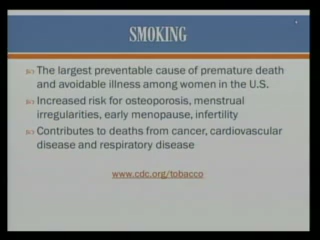 SMOKING
The largest preventable cause of premature death
and avoidable illness among women in the U.S.
Increased risk for osteoporosis, menstrual
irregularities, early menopause, infertility
Contributes to deaths from cancer, cardiovascular
disease and respiratory disease
www.cdc.org/tobacco